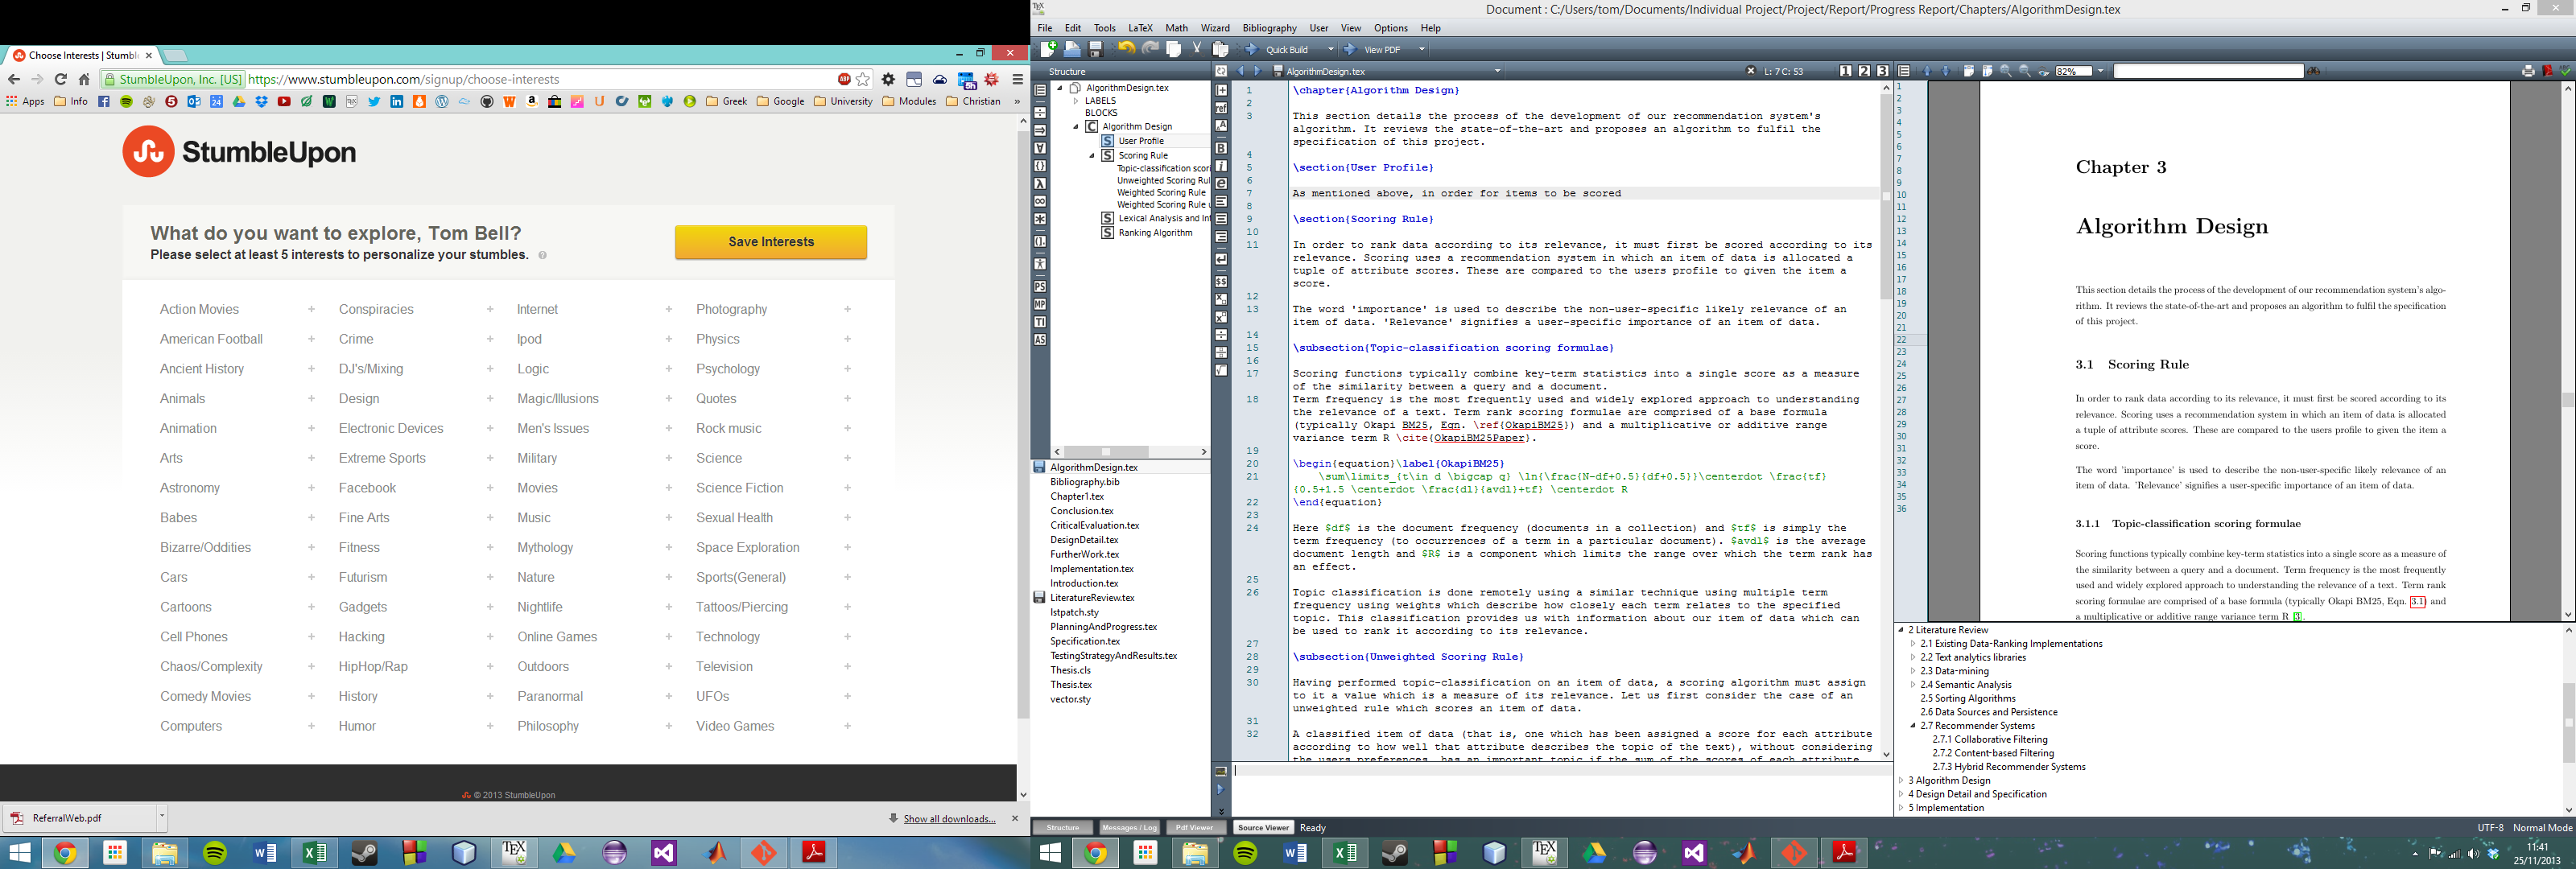 Choose Interests | Stumbl
StumbleUpon, Inc. [US] https://www.stumbleupon.com/signup/choose-interests
Apps Info Greek Google University Modules Christian »
StumbleUpon
What do you want to explore, Tom Bell?
Please select at least 5 interests to personalize your stumbles.
Save Interests
Action Movies + Conspiracies + Internet + Photography +
American Football + Crime + Ipod + Physics +
Ancient History + DJ's/Mixing + Logic + Psychology +
Animals + Design + Magic/Illusions + Quotes +
Animation + Electronic Devices + Men's Issues + Rock music +
Arts + Extreme Sports + Military + Science +
Astronomy + Facebook + Movies + Science Fiction +
Babes + Fine Arts + Music + Sexual Health +
Bizarre/Oddities + Fitness + Mythology + Space Exploration +
Cars + Futurism + Nature + Sports(General) +
Cartoons + Gadgets + Nightlife + Tattoos/Piercing +
Cell Phones + Hacking + Online Games + Technology +
Chaos/Complexity + HipHop/Rap + Outdoors + Television +
Comedy Movies + History + Paranormal + UFOs +
Computers + Humor + Philosophy + Video Games +
© 2013 StumbleUpon
ReferralWeb.pdf
Show all downloads...
Document : C:/Users/tom/Documents/Individual Project/Project/Report/Progress Report/Chapters/AlgorithmDesign.tex
File Edit Tools LaTeX Math Wizard Bibliography User View Options Help
Quick Build View PDF
Structure
AlgorithmDesign.tex
L: 7 C: 53
1 2 3
82%
AlgorithmDesign.tex
LABELS
BLOCKS
Algorithm Design
User Profile
Scoring Rule
Topic-classification scori
Unweighted Scoring Rul
Weighted Scoring Rule
Weighted Scoring Rule u
Lexical Analysis and Int
Ranking Algorithm
AlgorithmDesign.tex
Bibliography.bib
Chapter1.tex
Conclusion.tex
CriticalEvaluation.tex
DesignDetail.tex
FurtherWork.tex
Implementation.tex
Introduction.tex
LiteratureReview.tex
lstpatch.sty
PlanningAndProgress.tex
Specification.tex
TestingStrategyAndResults.tex
Thesis.cls
Thesis.tex
vector.sty
1 \chapter{Algorithm Design}
2
3 This section details the process of the development of our recommendation system's
algorithm. It reviews the state-of-the-art and proposes an algorithm to fulfil the
specification of this project.
4
5 \section{User Profile}
6
7 As mentioned above, in order for items to be scored
8
9 \section{Scoring Rule}
10
11 In order to rank data according to its relevance, it must first be scored according to its
relevance. Scoring uses a recommendation system in which an item of data is allocated a
tuple of attribute scores. These are compared to the users profile to given the item a
score.
12
13 The word 'importance' is used to describe the non-user-specific likely relevance of an
item of data. 'Relevance' signifies a user-specific importance of an item of data.
14
15 \subsection{Topic-classification scoring formulae}
16
17 Scoring functions typically combine key-term statistics into a single score as a measure
of the similarity between a query and a document.
18 Term frequency is the most frequently used and widely explored approach to understanding
the relevance of a text. Term rank scoring formulae are comprised of a base formula
(typically Okapi BM25, Eqn. \ref{OkapiBM25}) and a multiplicative or additive range
variance term R \cite{OkapiBM25Paper}.
19
20 \begin{equation}\label{OkapiBM25}
21 \sum\limits_{t\in d \bigcap q} \ln{\frac{N-df+0.5}{df+0.5}}\centerdot \frac{tf}
{0.5+1.5 \centerdot \frac{dl}{avdl}+tf} \centerdot R
22 \end{equation}
23
24 Here $df$ is the document frequency (documents in a collection) and $tf$ is simply the
term frequency (to occurrences of a term in a particular document). $avdl$ is the average
document length and $R$ is a component which limits the range over which the term rank has
an effect.
25
26 Topic classification is done remotely using a similar technique using multiple term
frequency using weights which describe how closely each term relates to the specified
topic. This classification provides us with information about our item of data which can
be used to rank it according to its relevance.
27
28 \subsection{Unweighted Scoring Rule}
29
30 Having performed topic-classification on an item of data, a scoring algorithm must assign
to it a value which is a measure of its relevance. Let us first consider the case of an
unweighted rule which scores an item of data.
31
32 A classified item of data (that is, one which has been assigned a score for each attribute
according to how well that attribute describes the topic of the text), without considering
the users preferences, has an important topic if the sum of the scores of each attribute
Chapter 3
Algorithm Design
This section details the process of the development of our recommendation system's algo-
rithm. It reviews the state-of-the-art and proposes an algorithm to fulfil the specification
of this project.
3.1 Scoring Rule
In order to rank data according to its relevance, it must first be scored according to its
relevance. Scoring uses a recommendation system in which an item of data is allocated
a tuple of attribute scores. These are compared to the users profile to given the item a
score.
The word 'importance' is used to describe the non-user-specific likely relevance of an
item of data. 'Relevance' signifies a user-specific importance of an item of data.
3.1.1 Topic-classification scoring formulae
Scoring functions typically combine key-term statistics into a single score as a measure of
the similarity between a query and a document. Term frequency is the most frequently
used and widely explored approach to understanding the relevance of a text. Term rank
scoring formulae are comprised of a base formula (typically Okapi BM25, Eqn. 3.1) and
a multiplicative or additive range variance term R 3.
2 Literature Review
2.1 Existing Data-Ranking Implementations
2.2 Text analytics libraries
2.3 Data-mining
2.4 Semantic Analysis
2.5 Sorting Algorithms
2.6 Data Sources and Persistence
2.7 Recommender Systems
2.7.1 Collaborative Filtering
2.7.2 Content-based Filtering
2.7.3 Hybrid Recommender Systems
3 Algorithm Design
4 Design Detail and Specification
5 Implementation
Structure Messages / Log Pdf Viewer Source Viewer Ready
UTF-8 Normal Mode
11:41
25/11/2013